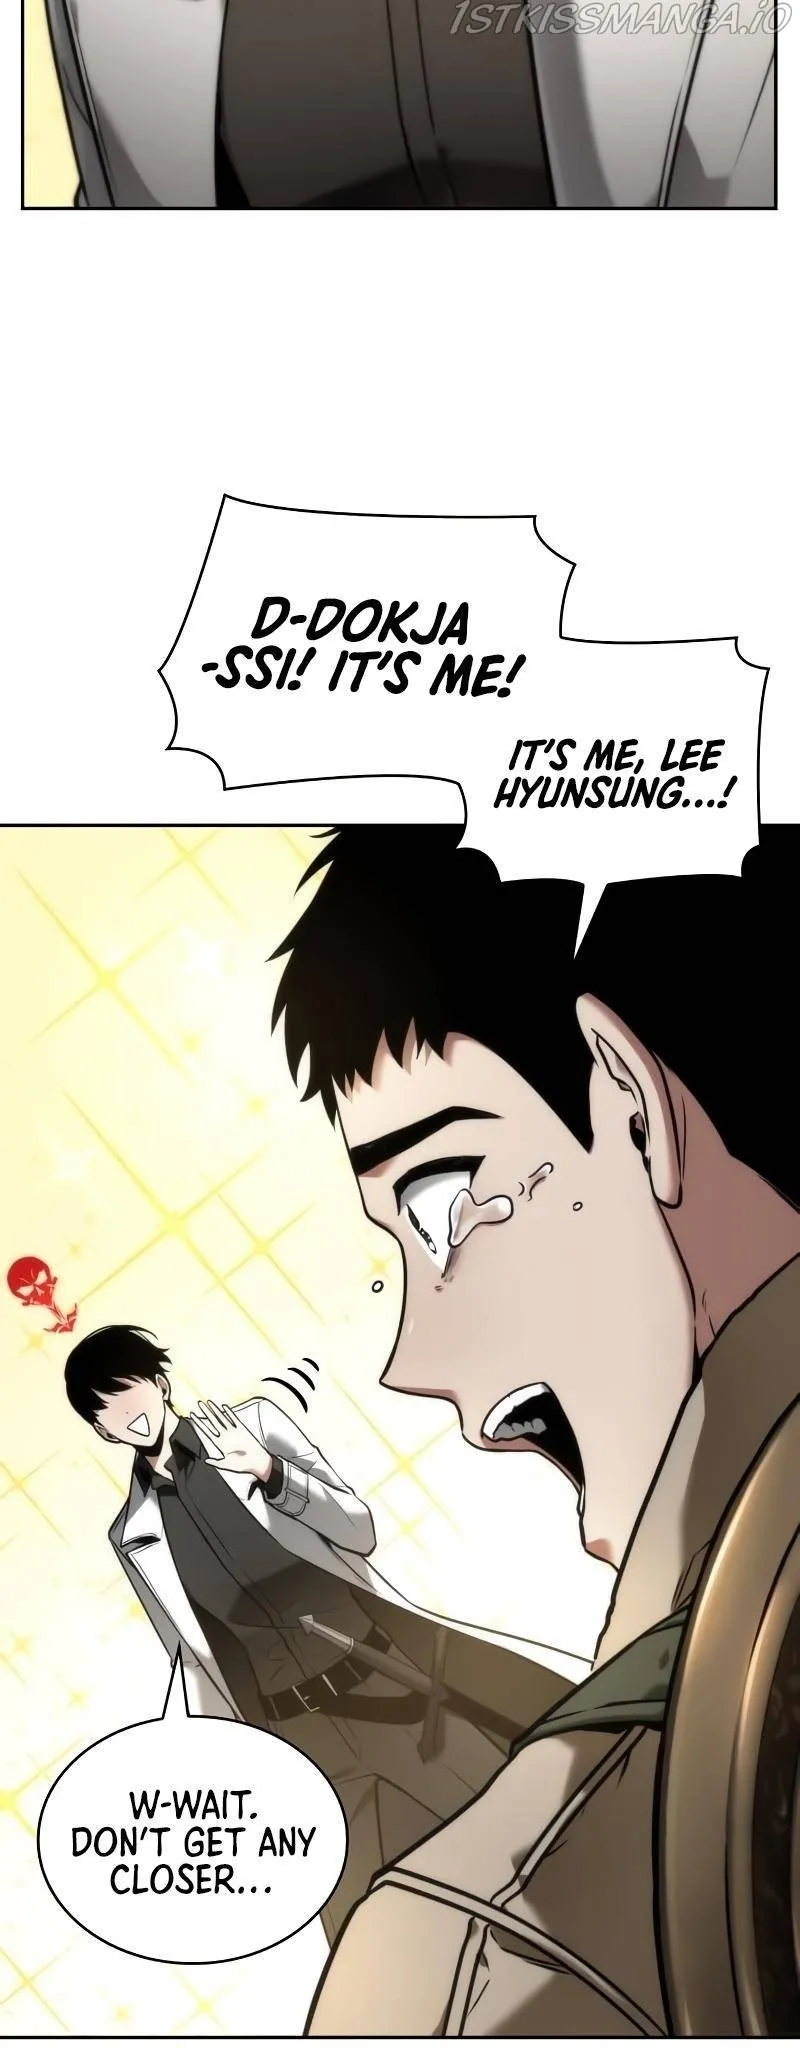 1STKISSMANGA.IO
D-DOKJA
-SSI! IT'S ME!
IT'S ME, LEE
HYUNSUNG...!
W-WAIT.
DON'T GET ANY
CLOSER...